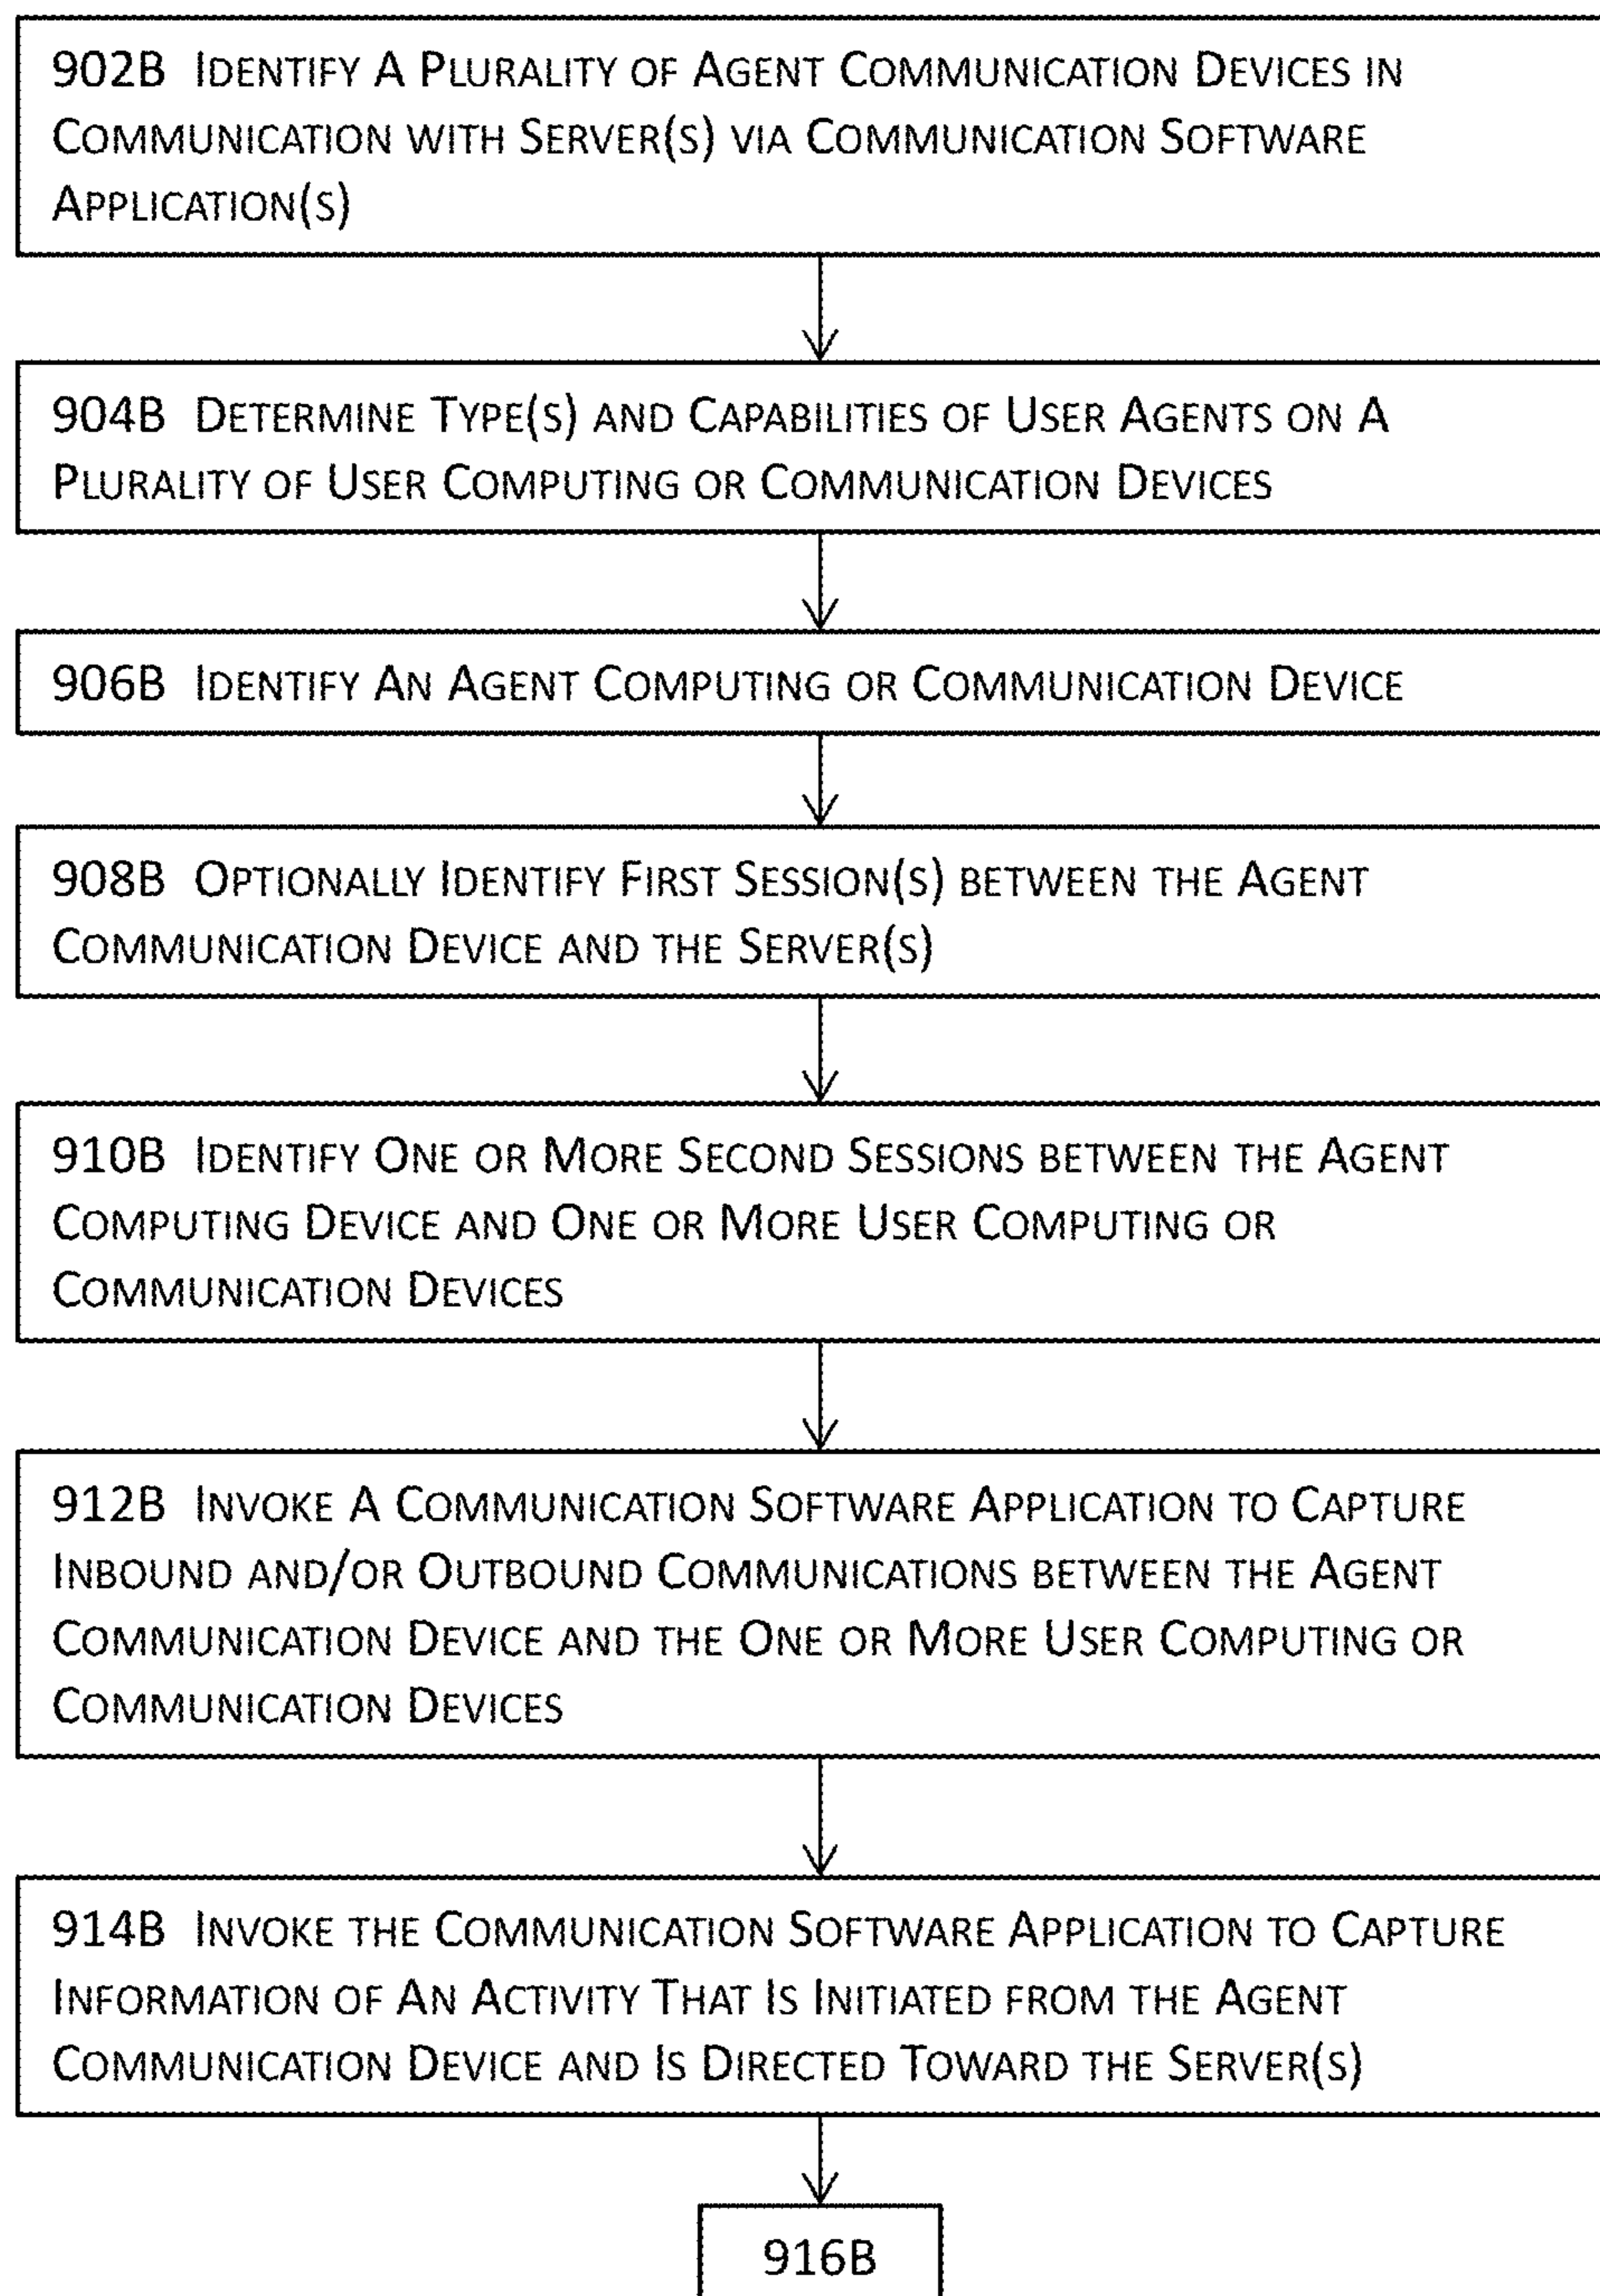 902B Identify A Plurality of Agent Communication Devices in
Communication with Server(s) via Communication Software
Application(s)
904B Determine Type(s) and Capabilities of User Agents on A
Plurality of User Computing or Communication Devices
906B Identify An Agent Computing or Communication Device
908B Optionally Identify First Session(s) between the Agent
Communication Device and the Server(s)
910B Identify One or More Second Sessions between the Agent
Computing Device and One or More User Computing or
Communication Devices
912B Invoke A Communication Software Application to Capture
Inbound and/or Outbound Communications between the Agent
Communication Device and the One or More User Computing or
Communication Devices
914B Invoke the Communication Software Application to Capture
Information of An Activity That Is Initiated from the Agent
Communication Device and Is Directed Toward the Server(s)
916B